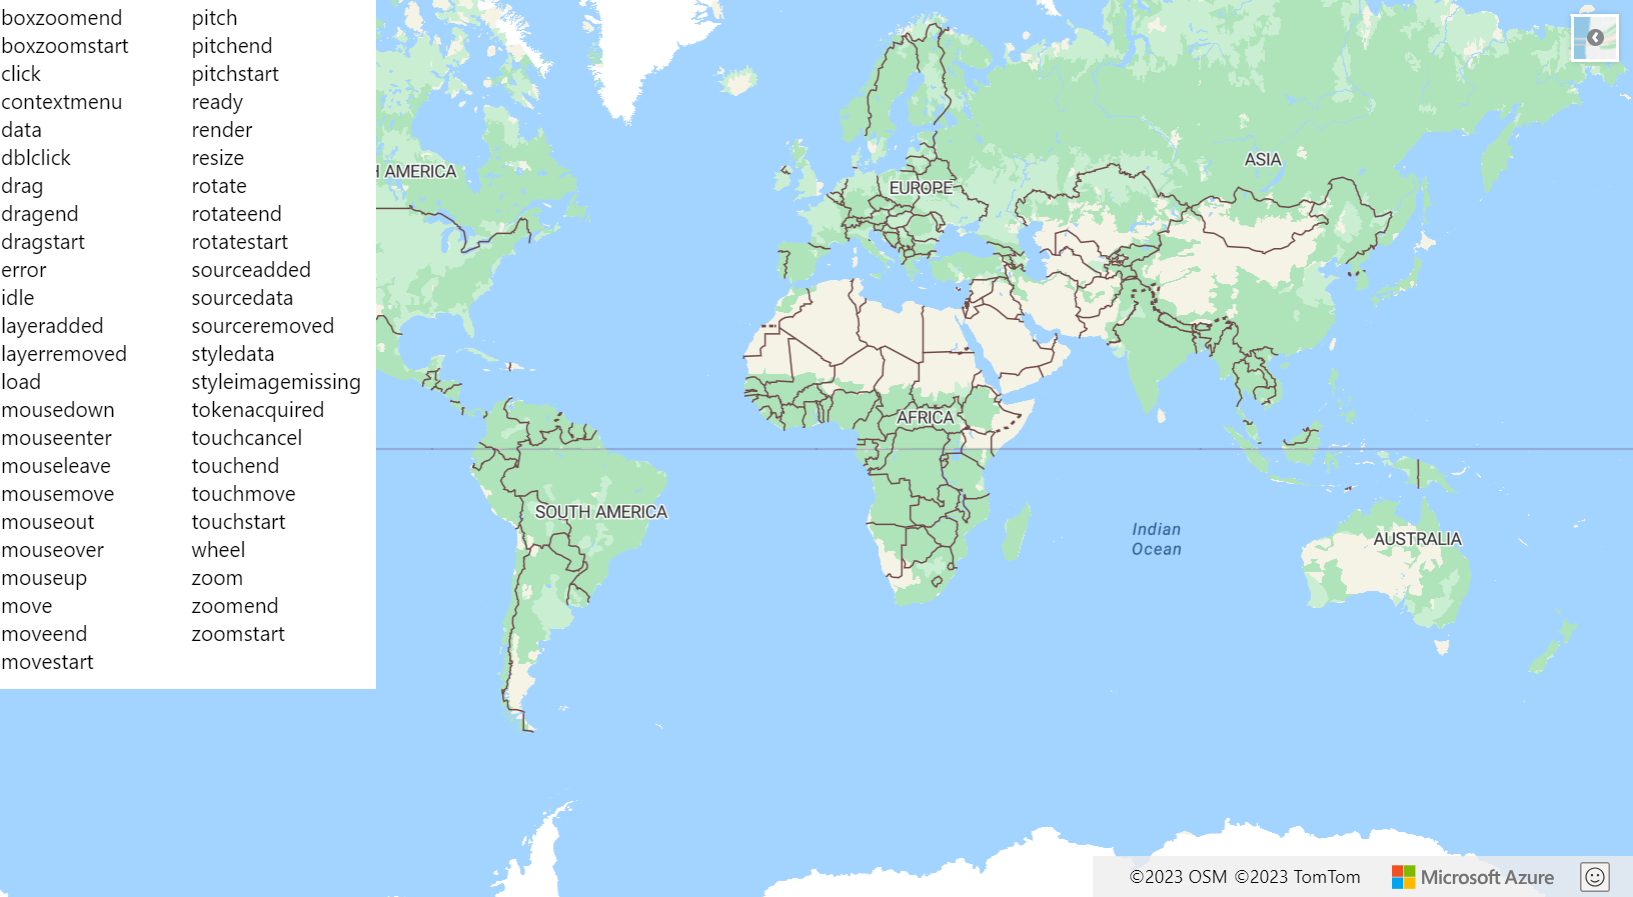 boxzoomend
boxzoomstart
click
contextmenu
data
dblclick
drag
dragend
dragstart
error
idle
layeradded
layerremoved
load
mousedown
mouseenter
mouseleave
mousemove
mouseout
mouseover
mouseup
move
moveend
movestart
pitch
pitchend
pitchstart
ready
render
resize
rotate
rotateend
rotatestart
sourceadded
sourcedata
sourceremoved
styledata
styleimagemissing
tokenacquired
touchcancel
touchend
touchmove
touchstart
wheel
zoom
zoomend
zoomstart
H AMERICA
EUROPE
ASIA
AFRICA
SOUTH AMERICA
Indian
Ocean
AUSTRALIA
©2023 OSM ©2023 TomTom
Microsoft Azure